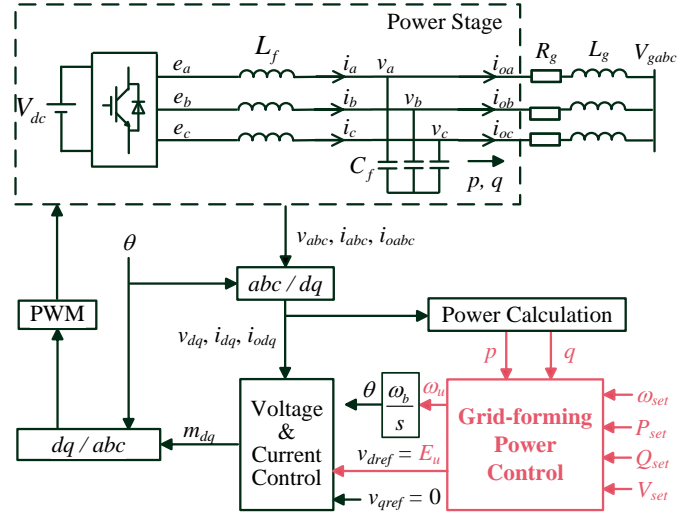 Power Stage
e_a L_f i_a v_a i_oa R_g L_g V_gabc
V_dc e_b i_b v_b i_ob
e_c i_c v_c i_oc
C_f p, q
v_abc, i_abc, i_oabc
θ
abc / dq
PWM
Power Calculation
v_dq, i_dq, i_odq
p q
θ ω_b / s ω_u
Voltage & Current Control
Grid-forming Power Control
ω_set
P_set
Q_set
V_set
dq / abc
m_dq
v_dref = E_u
v_qref = 0